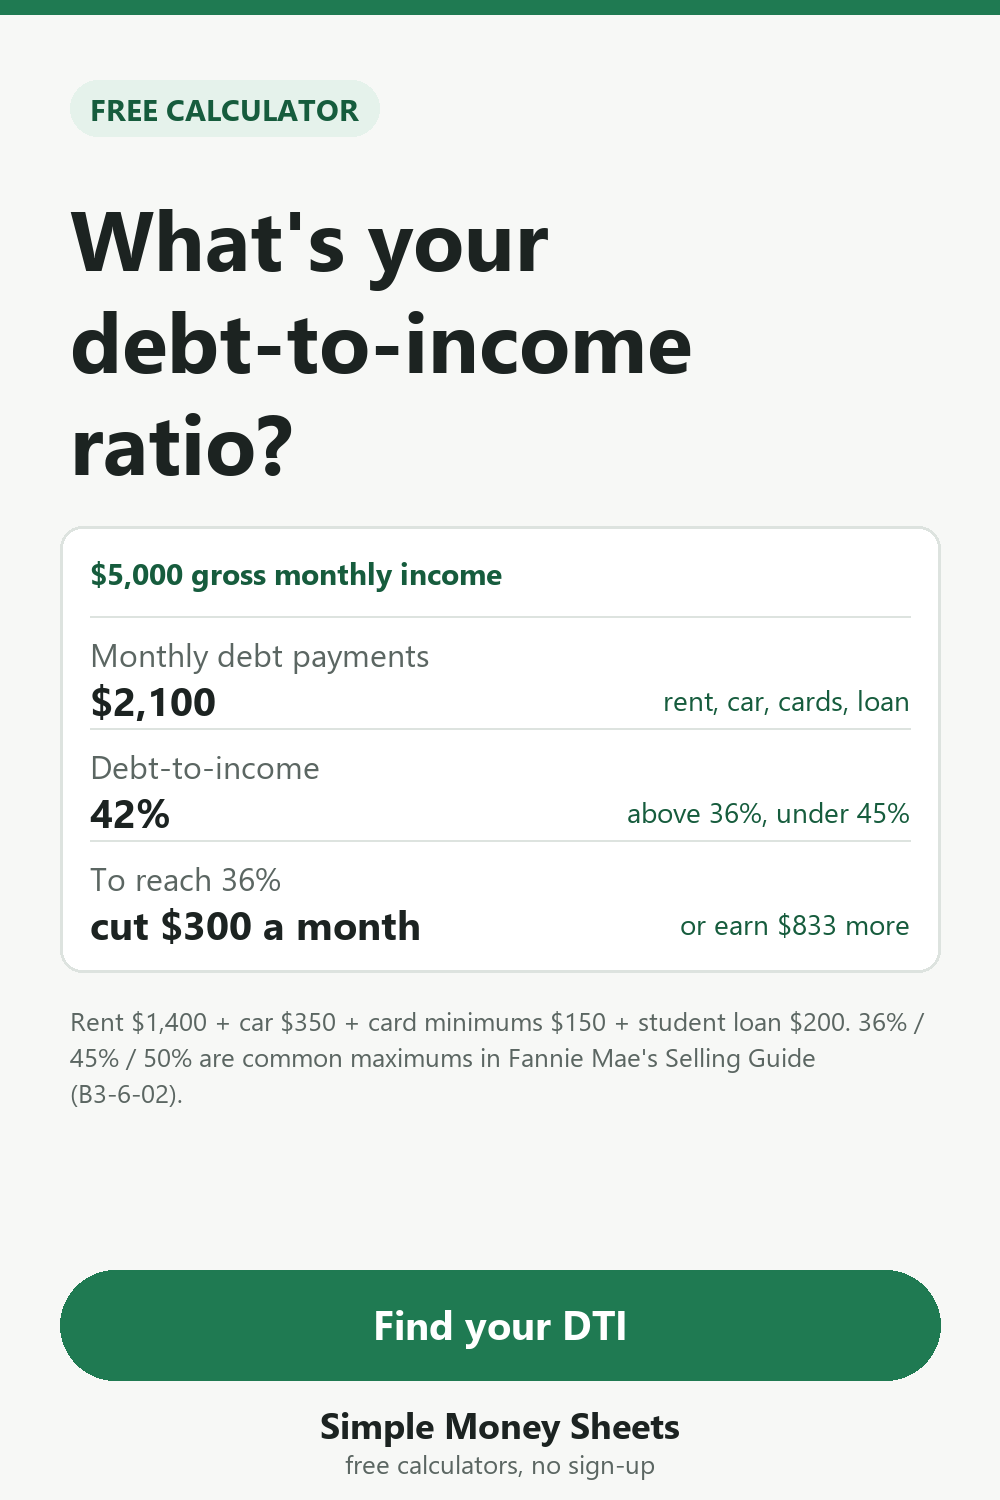 FREE CALCULATOR
What's your
debt-to-income
ratio?
$5,000 gross monthly income
Monthly debt payments
$2,100 rent, car, cards, loan
Debt-to-income
42% above 36%, under 45%
To reach 36%
cut $300 a month or earn $833 more
Rent $1,400 + car $350 + card minimums $150 + student loan $200. 36% /
45% / 50% are common maximums in Fannie Mae's Selling Guide
(B3-6-02).
Find your DTI
Simple Money Sheets
free calculators, no sign-up